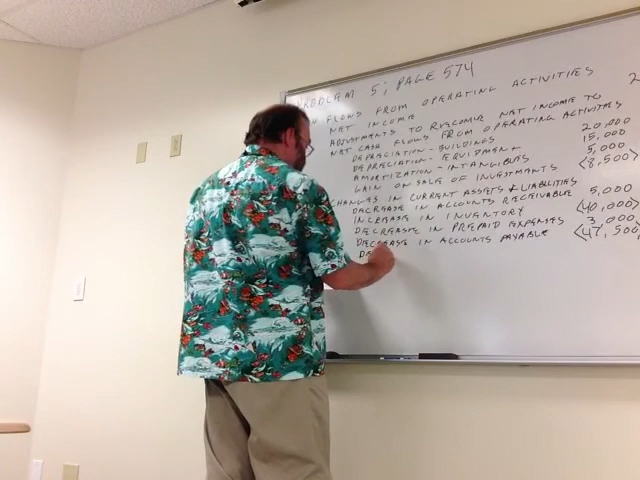 PROBLEM 5; PAGE 574
FLOWS FROM OPERATING ACTIVITIES 2
NET INCOME
ADJUSTMENTS TO RECONCILE NET INCOME TO
NET CASH FLOWS FROM OPERATING ACTIVITIES
DEPRECIATION-BUILDINGS 20,000
DEPRECIATION-EQUIPMENT 15,000
AMORTIZATION-INTANGIBLES 5,000
GAIN ON SALE OF INVESTMENTS <8,500>
CHANGES IN CURRENT ASSETS & LIABILITIES
DECREASE IN ACCOUNTS RECEIVABLE 5,000
INCREASE IN INVENTORY <40,000>
DECREASE IN PREPAID EXPENSES 3,000
DECREASE IN ACCOUNTS PAYABLE <47,500>